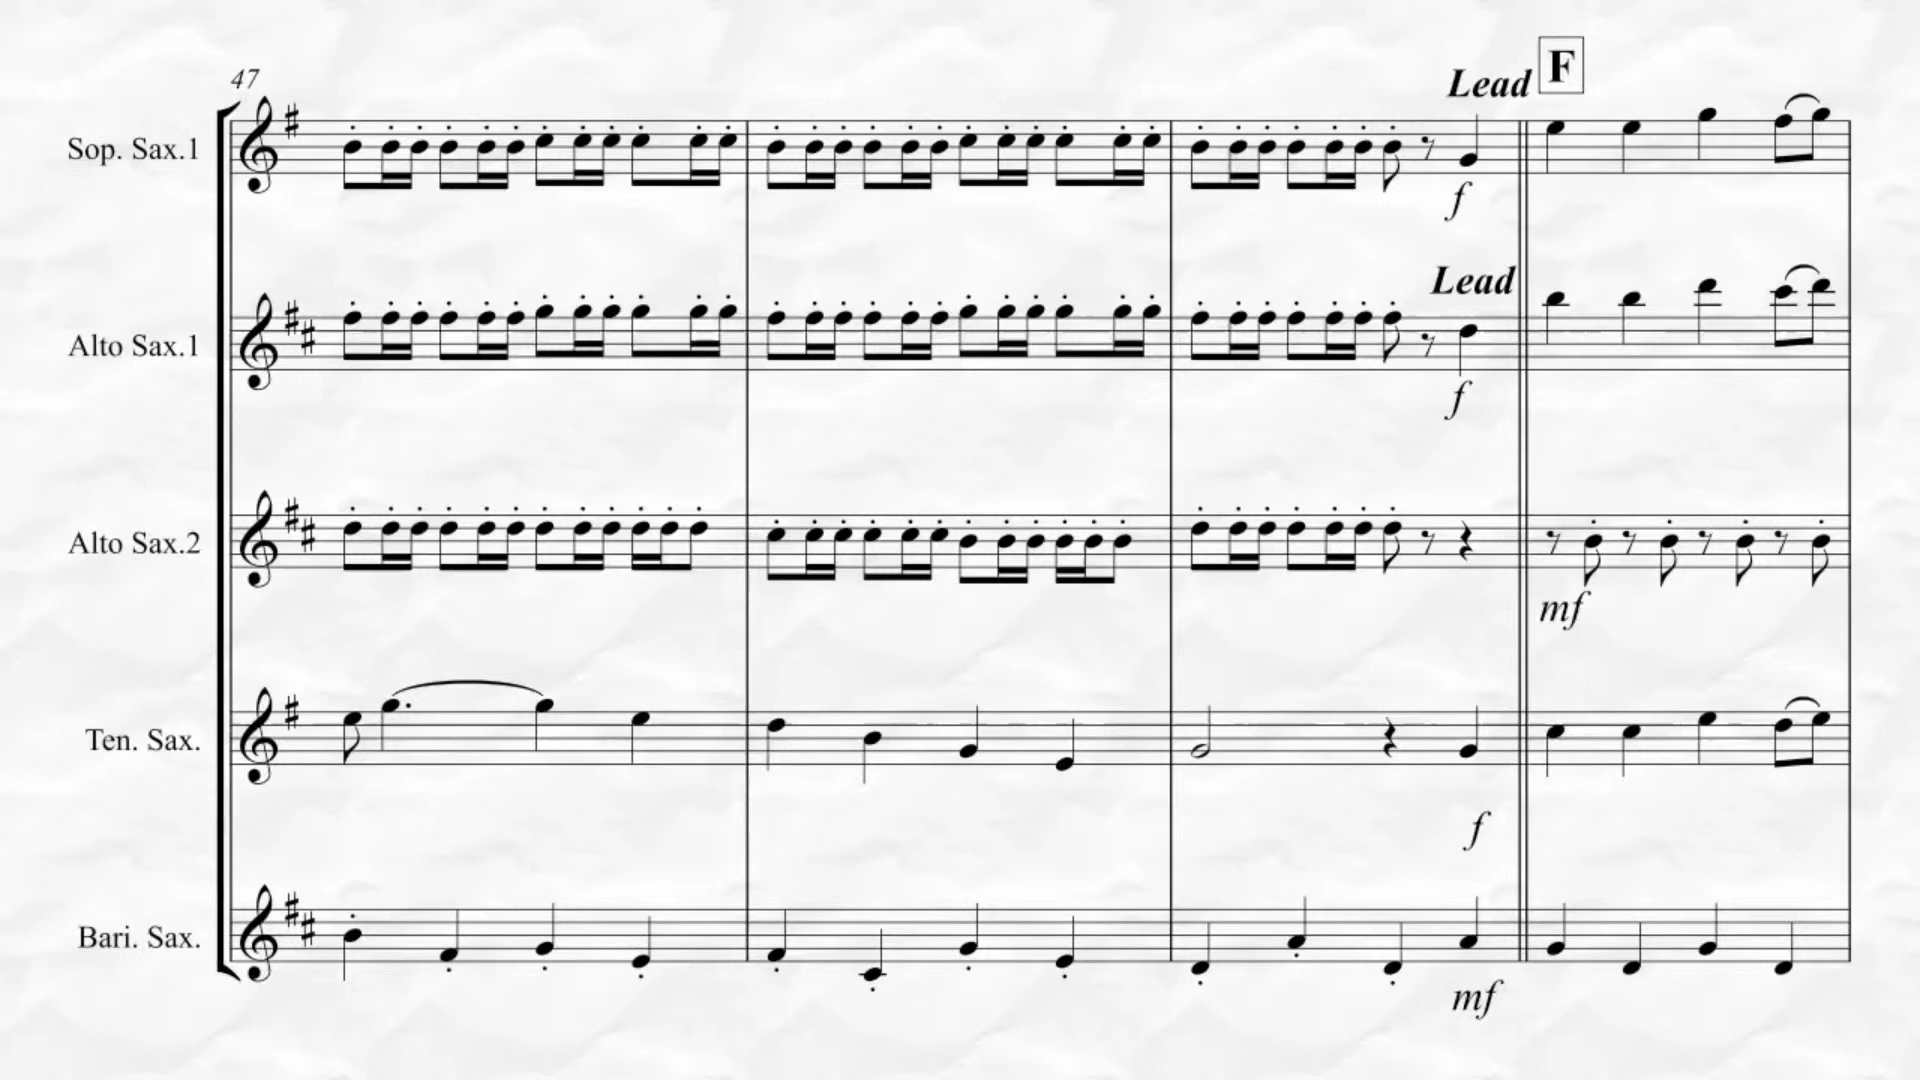 47
Lead F
Sop. Sax.1
f
Lead
Alto Sax.1
f
Alto Sax.2
mf
Ten. Sax.
f
Bari. Sax.
mf